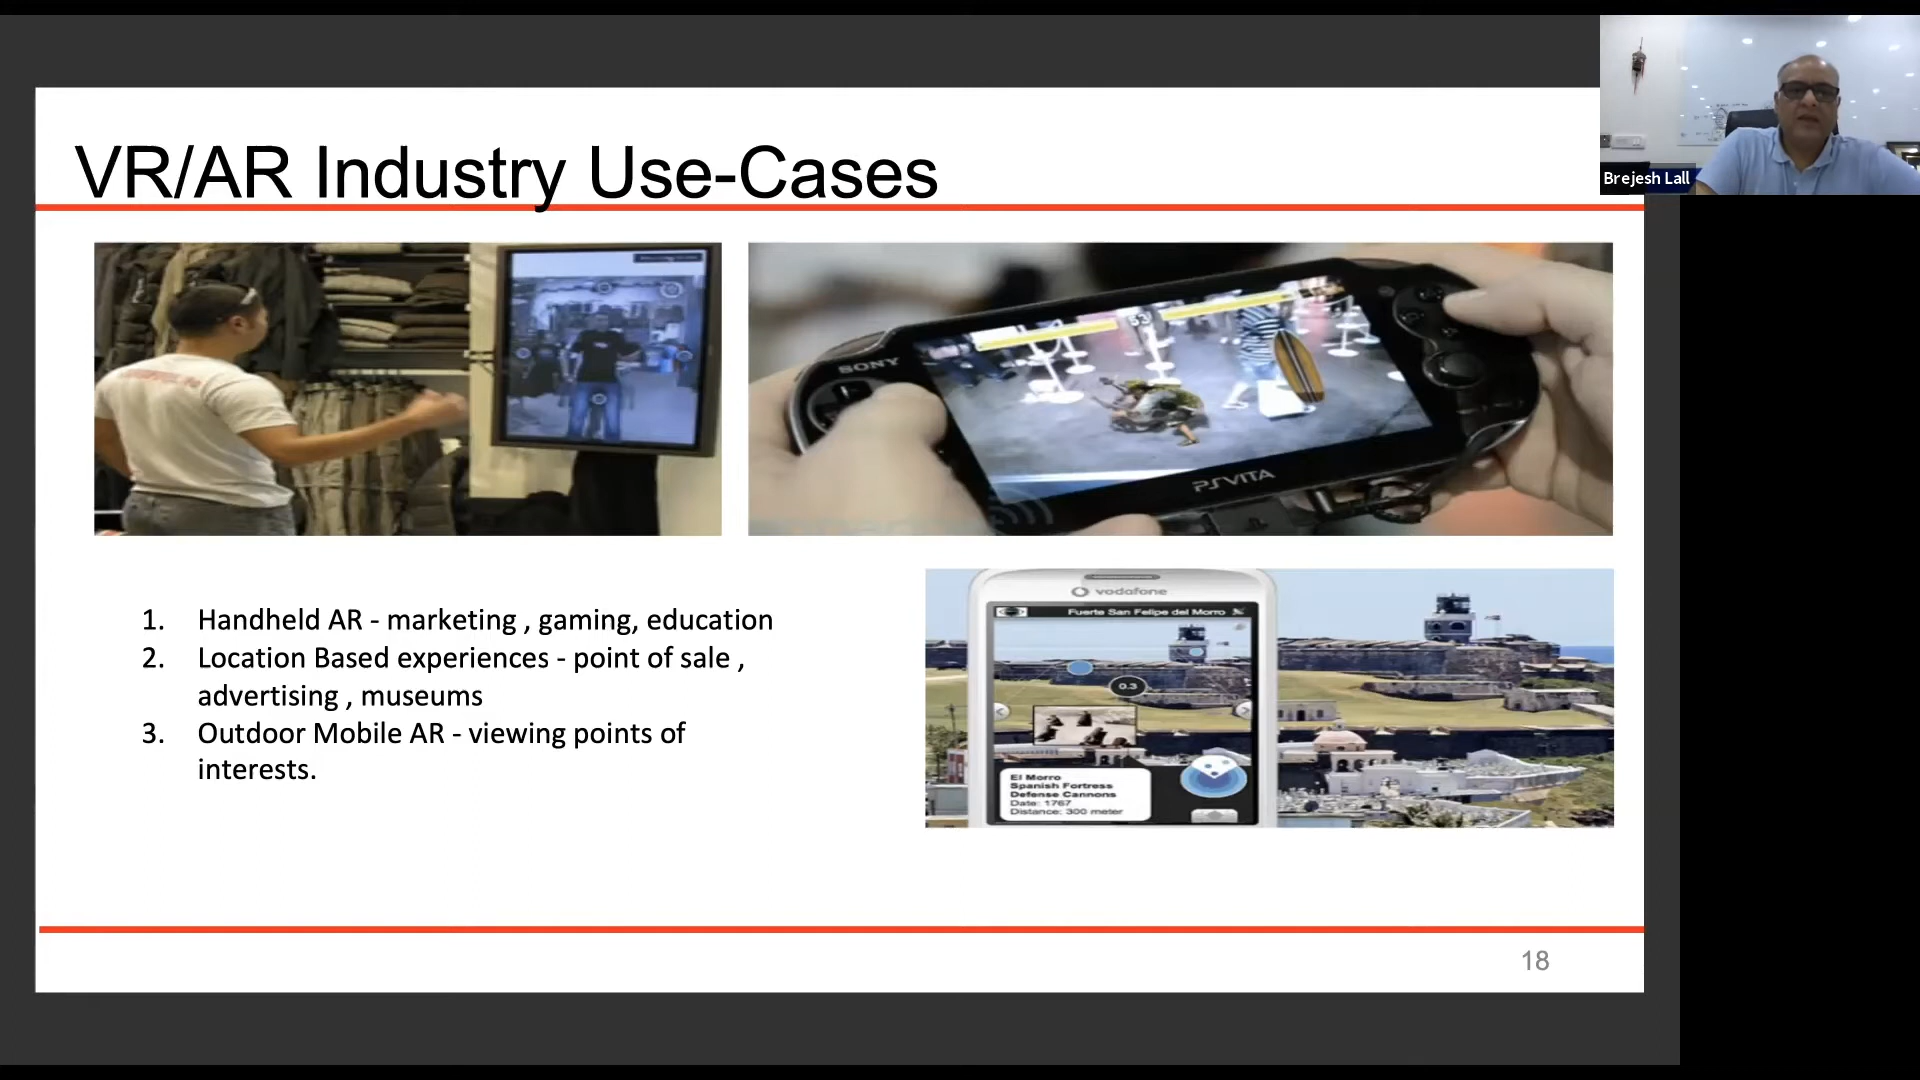 Brejesh Lall
VR/AR Industry Use-Cases
SONY
53
PSVITA
1. Handheld AR - marketing , gaming, education
2. Location Based experiences - point of sale ,
advertising , museums
3. Outdoor Mobile AR - viewing points of
interests.
vodafone
Fuerte San Felipe del Morro
0.3
El Morro
Spanish Fortress
Defense Cannons
Date: 1767
Distance: 300 meter
18